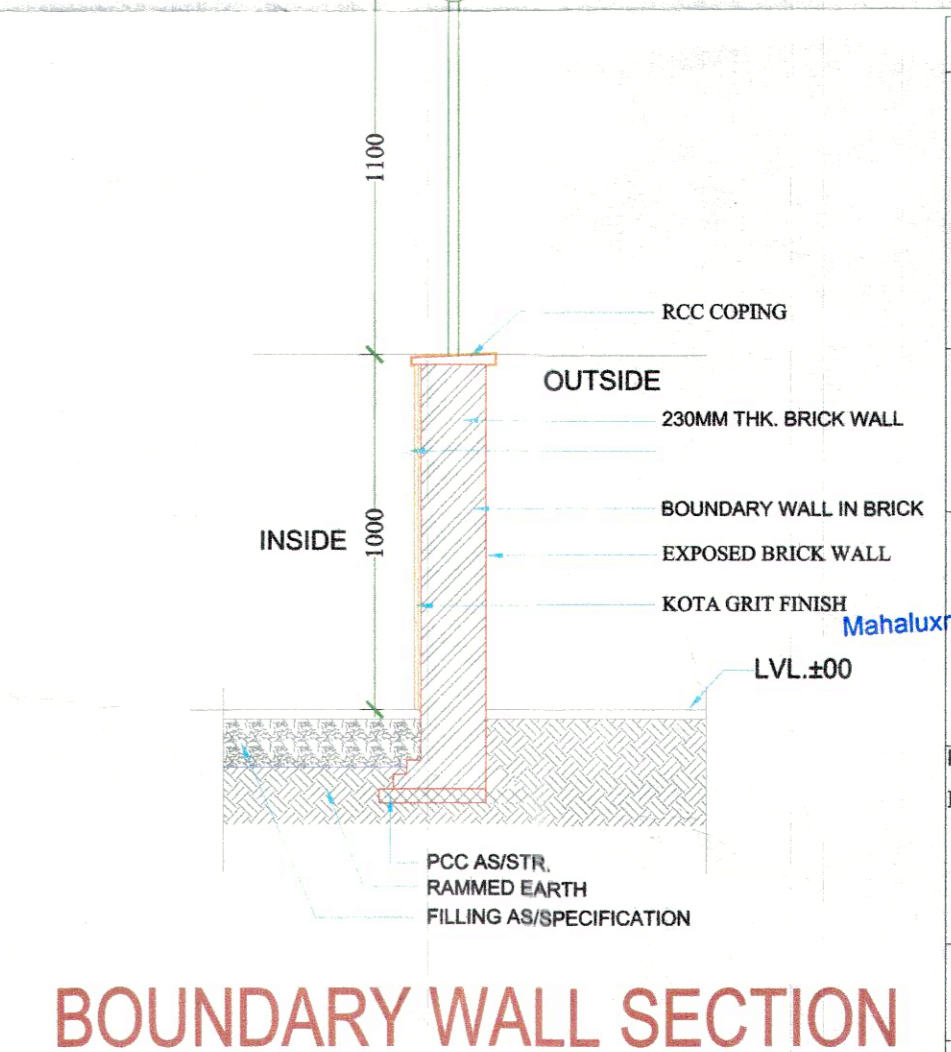 1100
RCC COPING
OUTSIDE
230MM THK. BRICK WALL
BOUNDARY WALL IN BRICK
INSIDE
1000
EXPOSED BRICK WALL
KOTA GRIT FINISH
LVL.±00
PCC AS/STR.
RAMMED EARTH
FILLING AS/SPECIFICATION
BOUNDARY WALL SECTION